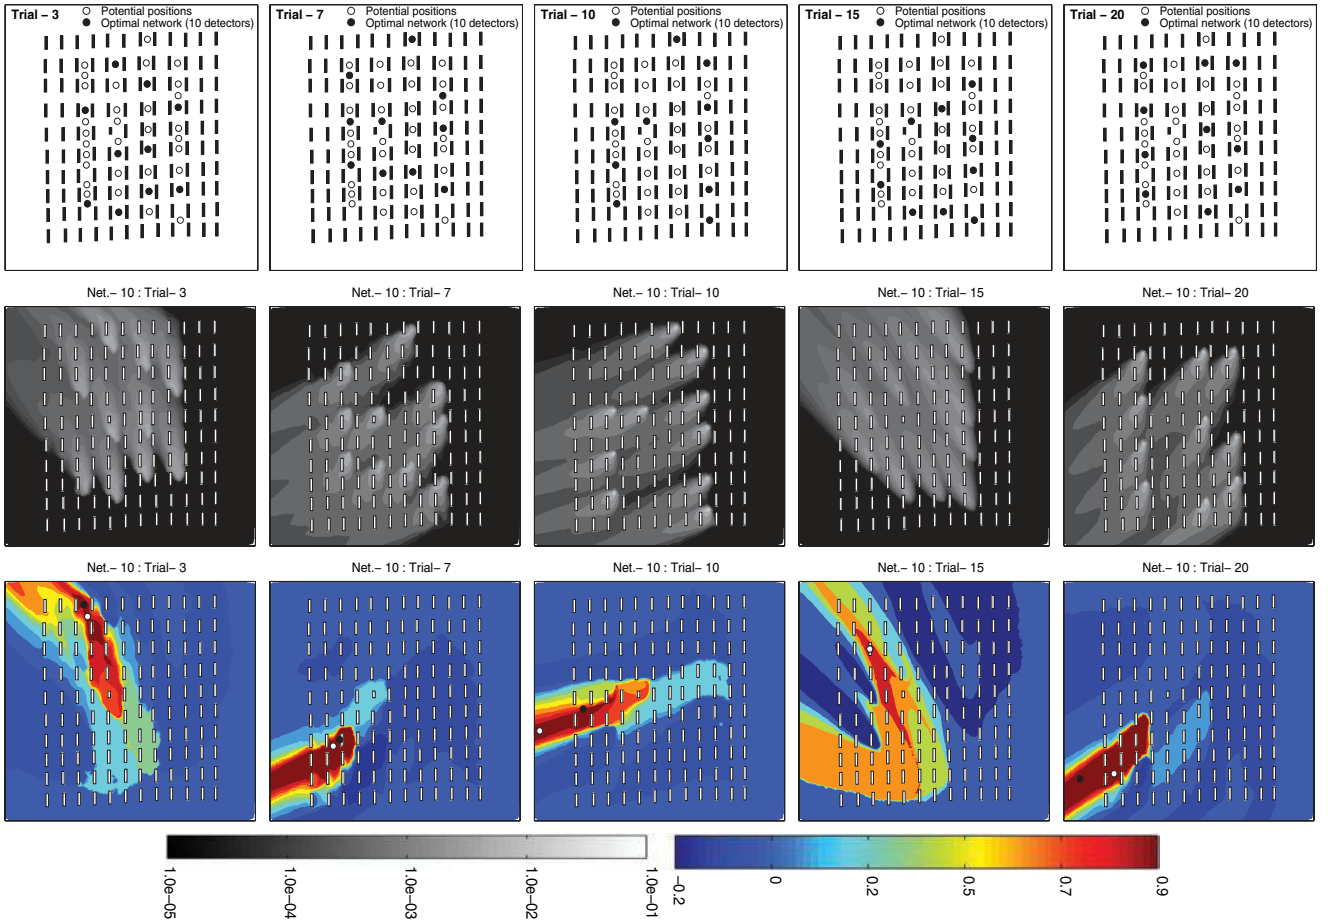 Trial – 3
Potential positions
Optimal network (10 detectors)
Trial – 7
Potential positions
Optimal network (10 detectors)
Trial – 10
Potential positions
Optimal network (10 detectors)
Trial – 15
Potential positions
Optimal network (10 detectors)
Trial – 20
Potential positions
Optimal network (10 detectors)
Net.– 10 : Trial– 3
Net.– 10 : Trial– 7
Net.– 10 : Trial– 10
Net.– 10 : Trial– 15
Net.– 10 : Trial– 20
Net.– 10 : Trial– 3
Net.– 10 : Trial– 7
Net.– 10 : Trial– 10
Net.– 10 : Trial– 15
Net.– 10 : Trial– 20
1.0e–05
1.0e–04
1.0e–03
1.0e–02
1.0e–01
–0.2
0
0.2
0.5
0.7
0.9